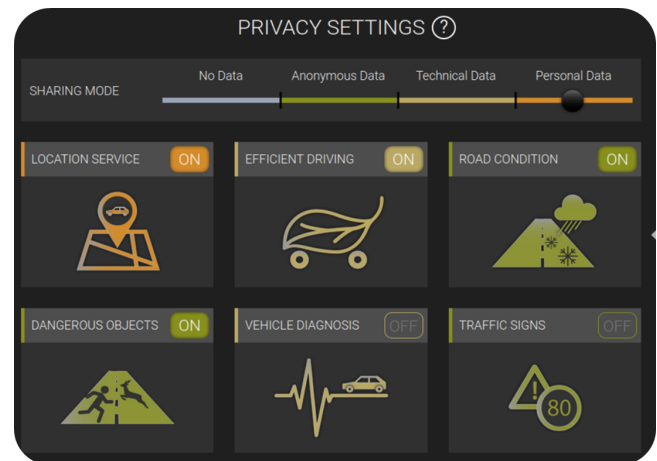 PRIVACY SETTINGS ?
No Data Anonymous Data Technical Data Personal Data
SHARING MODE
LOCATION SERVICE ON
EFFICIENT DRIVING ON
ROAD CONDITION ON
DANGEROUS OBJECTS ON
VEHICLE DIAGNOSIS OFF
TRAFFIC SIGNS OFF
!
80